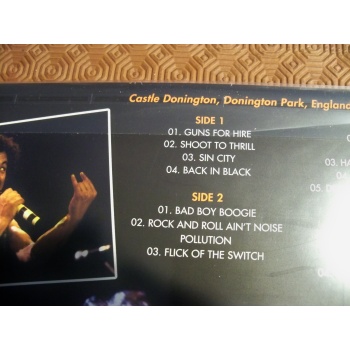 Castle Donington, Donington Park, England
SIDE 1
01. GUNS FOR HIRE
02. SHOOT TO THRILL
03. SIN CITY
04. BACK IN BLACK
SIDE 2
01. BAD BOY BOOGIE
02. ROCK AND ROLL AIN'T NOISE
POLLUTION
03. FLICK OF THE SWITCH
03.